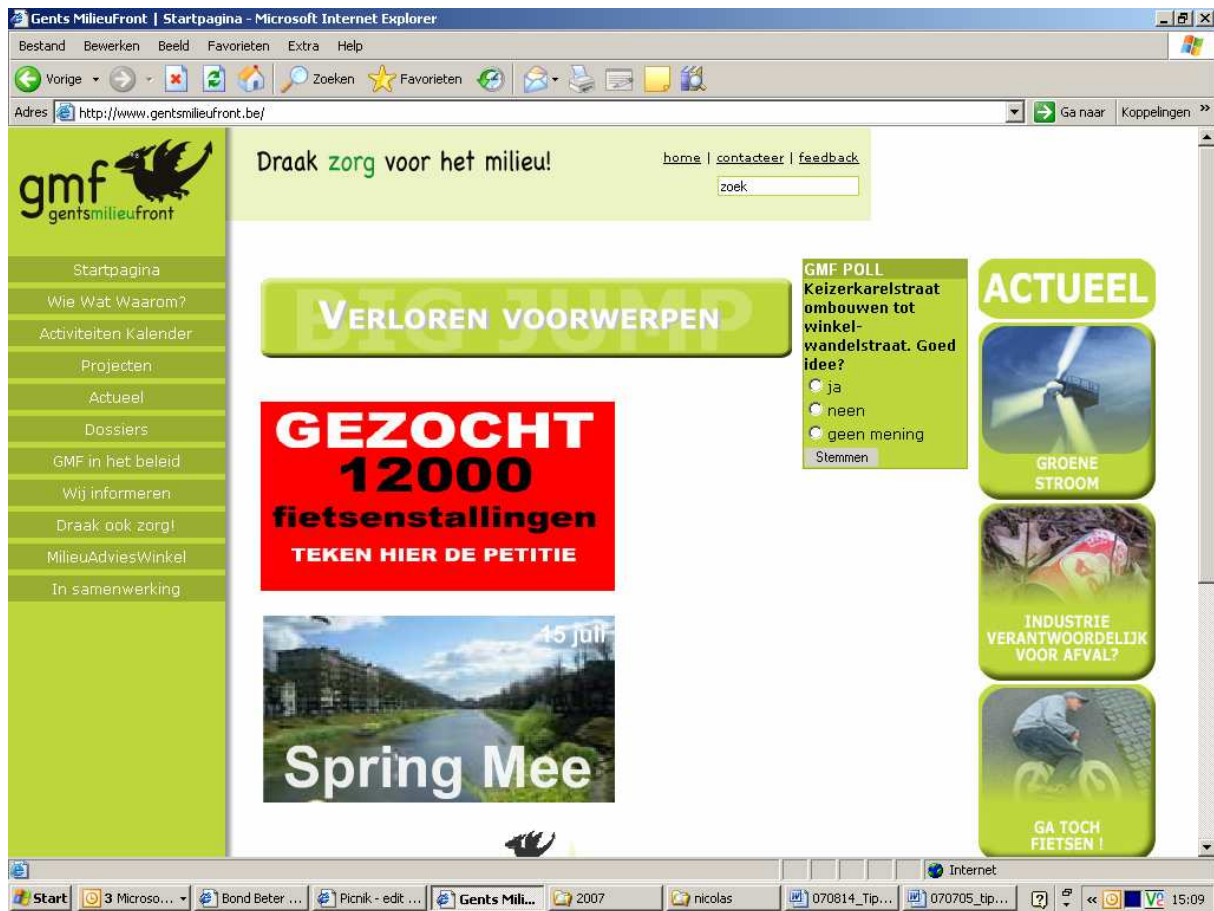 Gents MilieuFront | Startpagina - Microsoft Internet Explorer
Bestand Bewerken Beeld Favorieten Extra Help
Vorige Zoeken Favorieten
Adres http://www.gentsmilieufront.be/ Ga naar Koppelingen »
gmf
gentsmilieufront
Draak zorg voor het milieu!
home | contacteer | feedback
zoek
Startpagina
Wie Wat Waarom?
Activiteiten Kalender
Projecten
Actueel
Dossiers
GMF in het beleid
Wij informeren
Draak ook zorg!
MilieuAdviesWinkel
In samenwerking
BIG JUMP
VERLOREN VOORWERPEN
GEZOCHT
12000
fietsenstallingen
TEKEN HIER DE PETITIE
15 juli
Spring Mee
GMF POLL
Keizerkarelstraat
ombouwen tot
winkel-
wandelstraat. Goed
idee?
ja
neen
geen mening
Stemmen
ACTUEEL
GROENE
STROOM
INDUSTRIE
VERANTWOORDELIJK
VOOR AFVAL?
GA TOCH
FIETSEN !
Internet
Start 3 Microso... Bond Beter ... Picnik - edit ... Gents Mili... 2007 nicolas 070814_Tip... 070705_tip... « 15:09